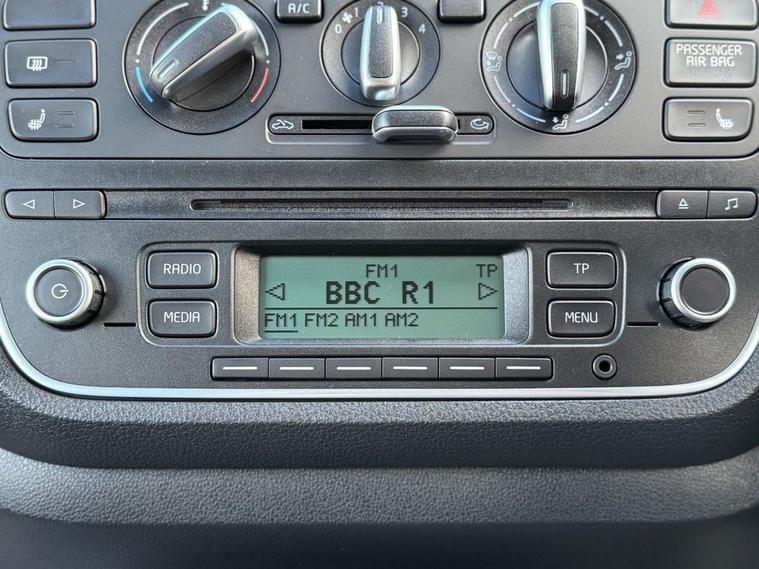 A/C
0 1 2 3 4
PASSENGER
AIR BAG
RADIO
MEDIA
FM1 TP
BBC R1
FM1 FM2 AM1 AM2
TP
MENU